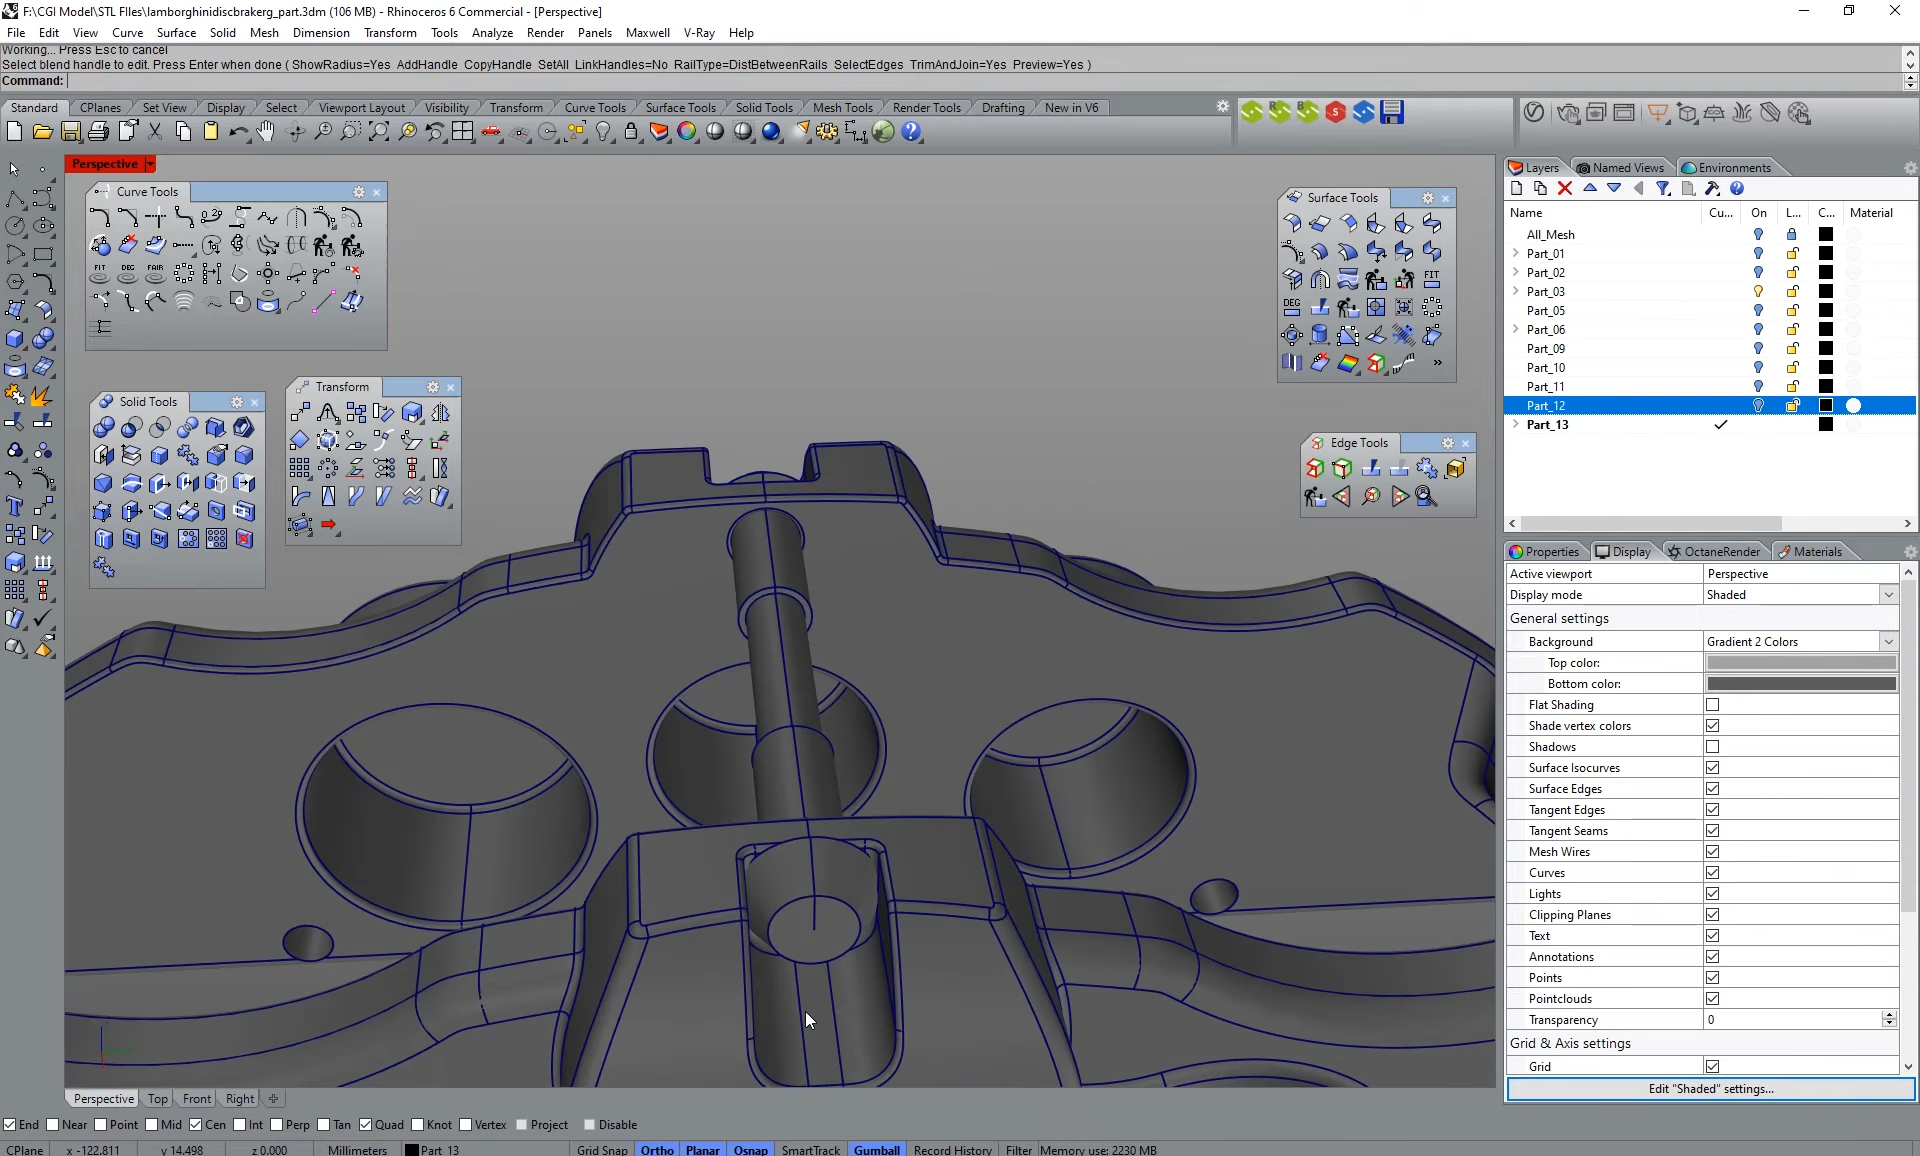 F:\CGI Model\STL FIles\lamborghinidiscbrakerg_part.3dm (106 MB) - Rhinoceros 6 Commercial - [Perspective]
File Edit View Curve Surface Solid Mesh Dimension Transform Tools Analyze Render Panels Maxwell V-Ray Help
Working... Press Esc to cancel
Select blend handle to edit. Press Enter when done ( ShowRadius=Yes AddHandle CopyHandle SetAll LinkHandles=No RailType=DistBetweenRails SelectEdges TrimAndJoin=Yes Preview=Yes )
Command:
Standard CPlanes Set View Display Select Viewport Layout Visibility Transform Curve Tools Surface Tools Solid Tools Mesh Tools Render Tools Drafting New in V6
Perspective
Curve Tools
FIT DEG FAIR
Solid Tools
Transform
Surface Tools
FIT
DEG
Edge Tools
Layers Named Views Environments
Name Cu... On L... C... Material
All_Mesh
Part_01
Part_02
Part_03
Part_05
Part_06
Part_09
Part_10
Part_11
Part_12
Part_13
Properties Display OctaneRender Materials
Active viewport Perspective
Display mode Shaded
General settings
Background Gradient 2 Colors
Top color:
Bottom color:
Flat Shading
Shade vertex colors
Shadows
Surface Isocurves
Surface Edges
Tangent Edges
Tangent Seams
Mesh Wires
Curves
Lights
Clipping Planes
Text
Annotations
Points
Pointclouds
Transparency 0
Grid & Axis settings
Grid
Edit "Shaded" settings...
Perspective Top Front Right
End Near Point Mid Cen Int Perp Tan Quad Knot Vertex Project Disable
CPlane x -122.811 y 14.498 z 0.000 Millimeters Part_13 Grid Snap Ortho Planar Osnap SmartTrack Gumball Record History Filter Memory use: 2230 MB